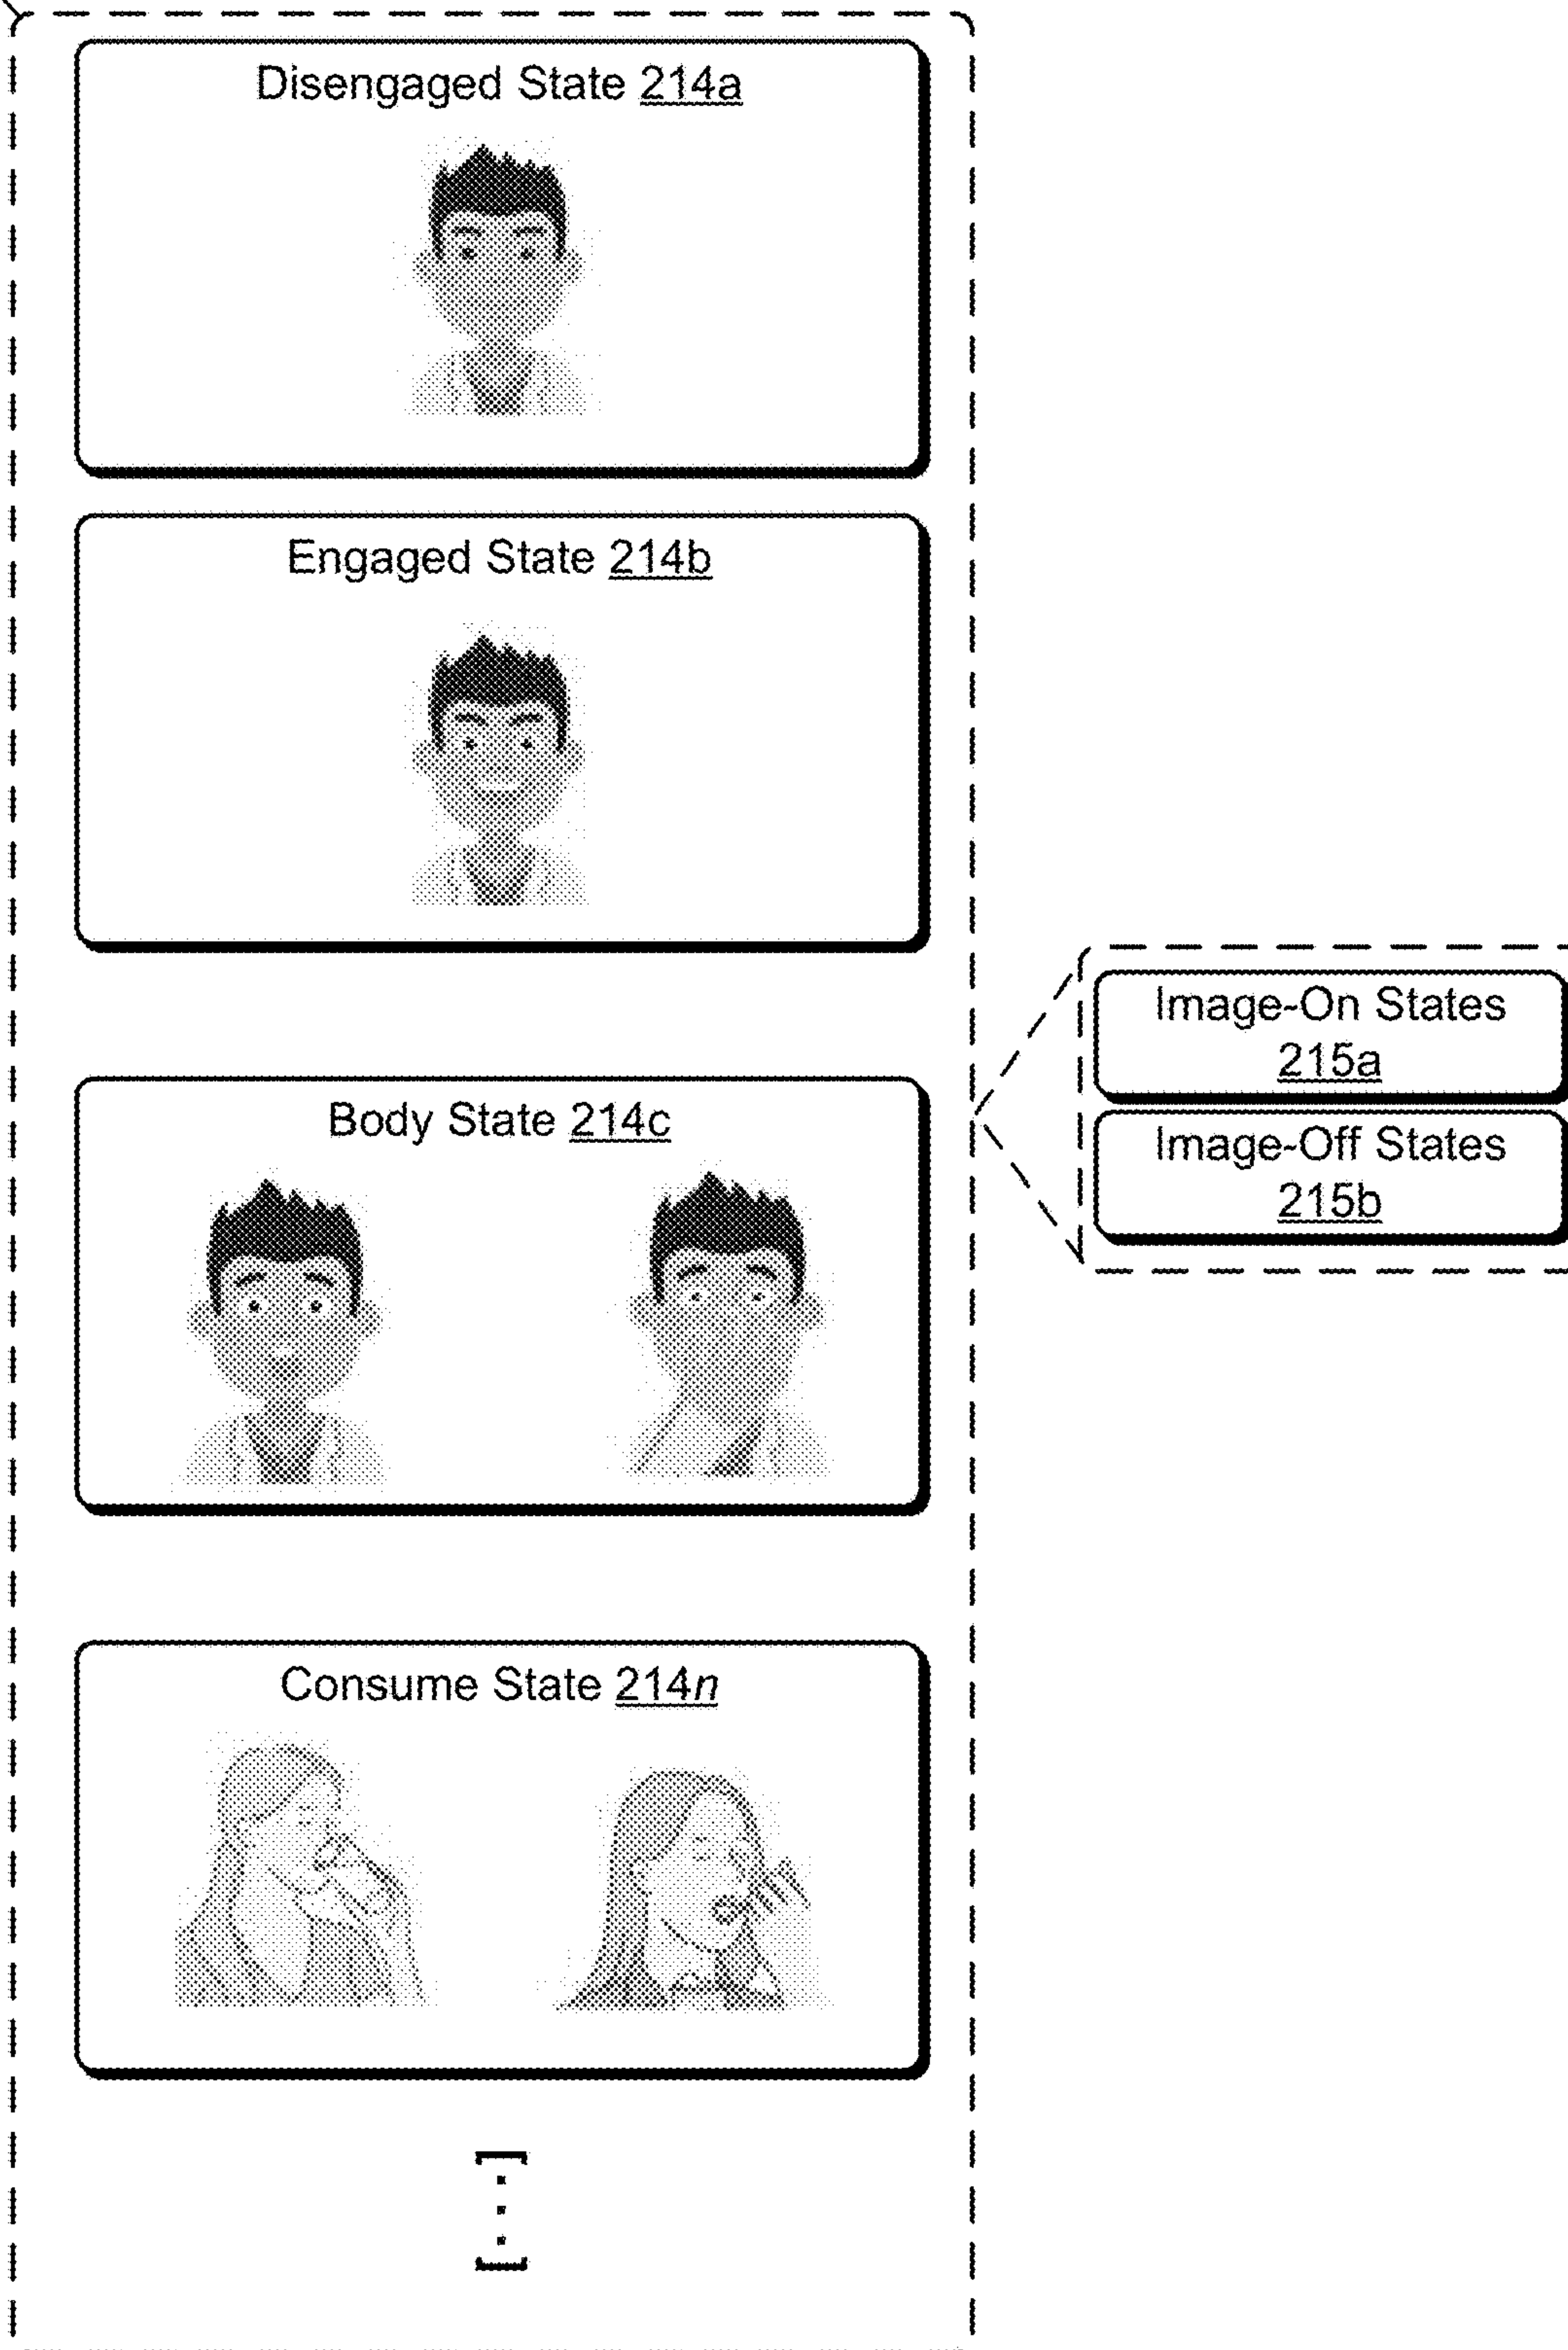 Disengaged State 214a
Engaged State 214b
Image-On States
215a
Image-Off States
215b
Body State 214c
Consume State 214n